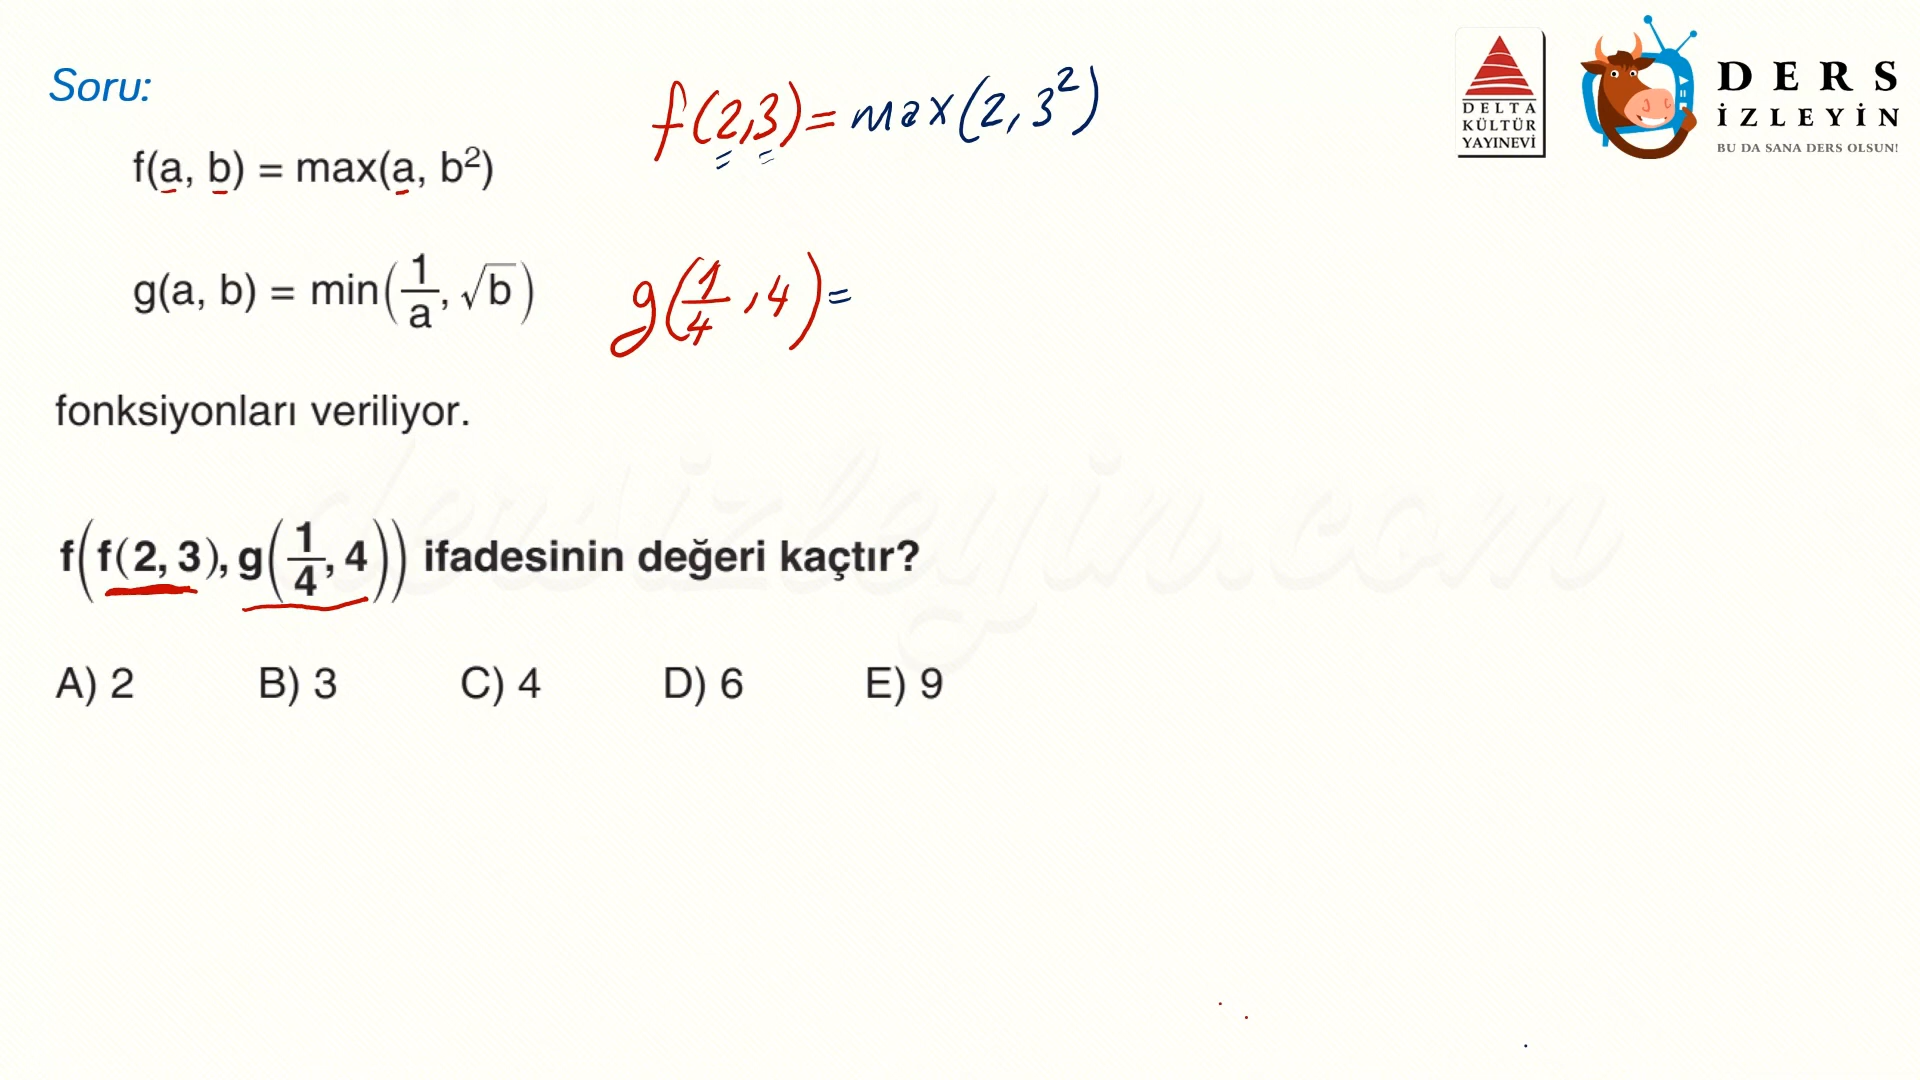 Soru:
f(2,3) = max(2, 3²)
f(a, b) = max(a, b²)
g(a, b) = min(1/a, √b)
g(1/4, 4) =
fonksiyonları veriliyor.
f(f(2, 3), g(1/4, 4)) ifadesinin değeri kaçtır?
A) 2 B) 3 C) 4 D) 6 E) 9
DELTA
KÜLTÜR
YAYINEVİ
DERS
İZLEYİN
BU DA SANA DERS OLSUN!
dersizleyin.com